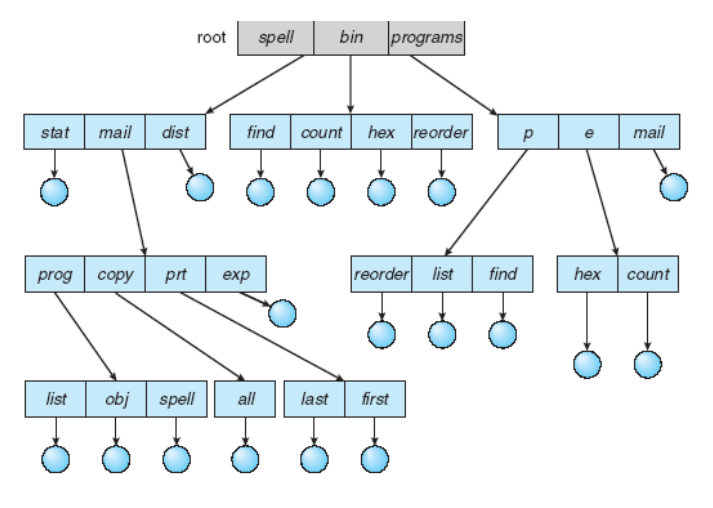 root spell bin programs
stat mail dist find count hex reorder p e mail
prog copy prt exp reorder list find hex count
list obj spell all last first